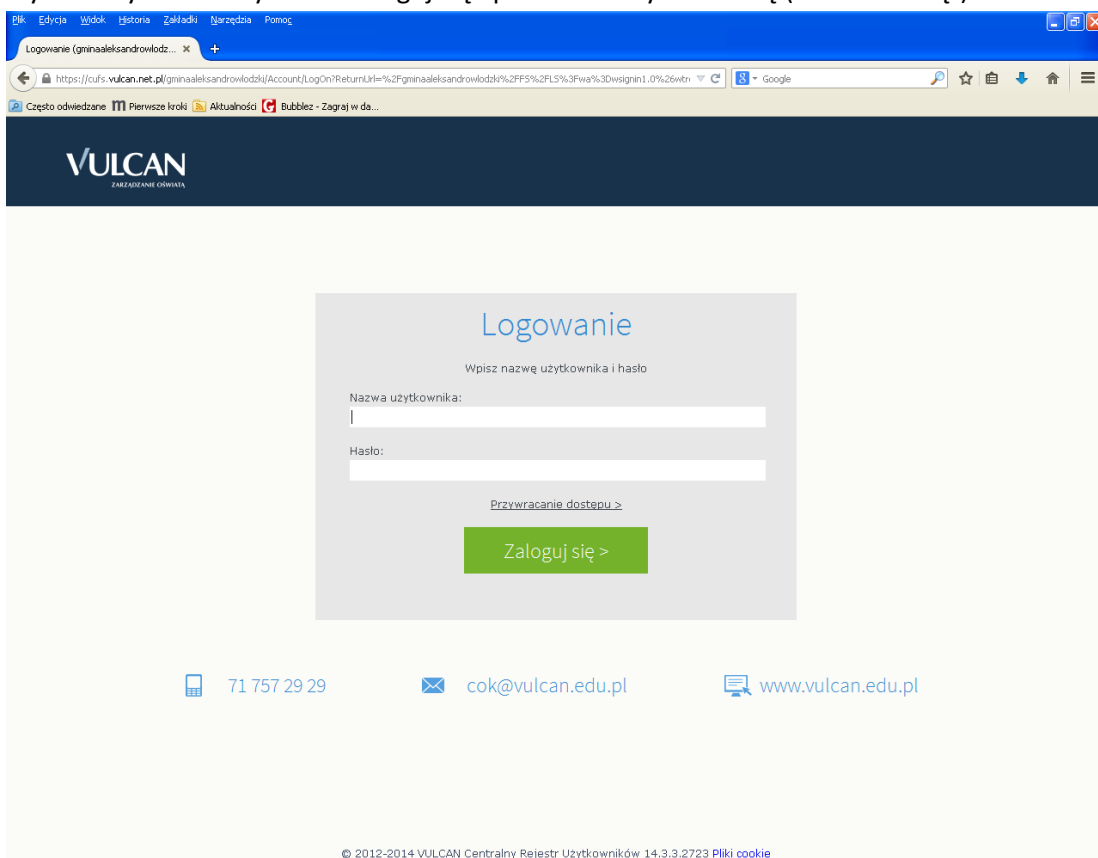 Plik Edycja Widok Historia Zakładki Narzędzia Pomoc
Logowanie (gminaaleksandrowlodz... × +
https://cufs.vulcan.net.pl/gminaaleksandrowlodzki/Account/LogOn?ReturnUrl=%2Fgminaaleksandrowlodzki%2FFS%2FLS%3Fwa%3Dwsignin1.0%26wtr Google
Często odwiedzane Pierwsze kroki Aktualności Bubblez - Zagraj w da...
VULCAN
ZARZĄDZANIE OŚWIATĄ
Logowanie
Wpisz nazwę użytkownika i hasło
Nazwa użytkownika:
Hasło:
Przywracanie dostępu >
Zaloguj się >
71 757 29 29 cok@vulcan.edu.pl www.vulcan.edu.pl
© 2012-2014 VULCAN Centralny Rejestr Użytkowników 14.3.3.2723 Pliki cookie